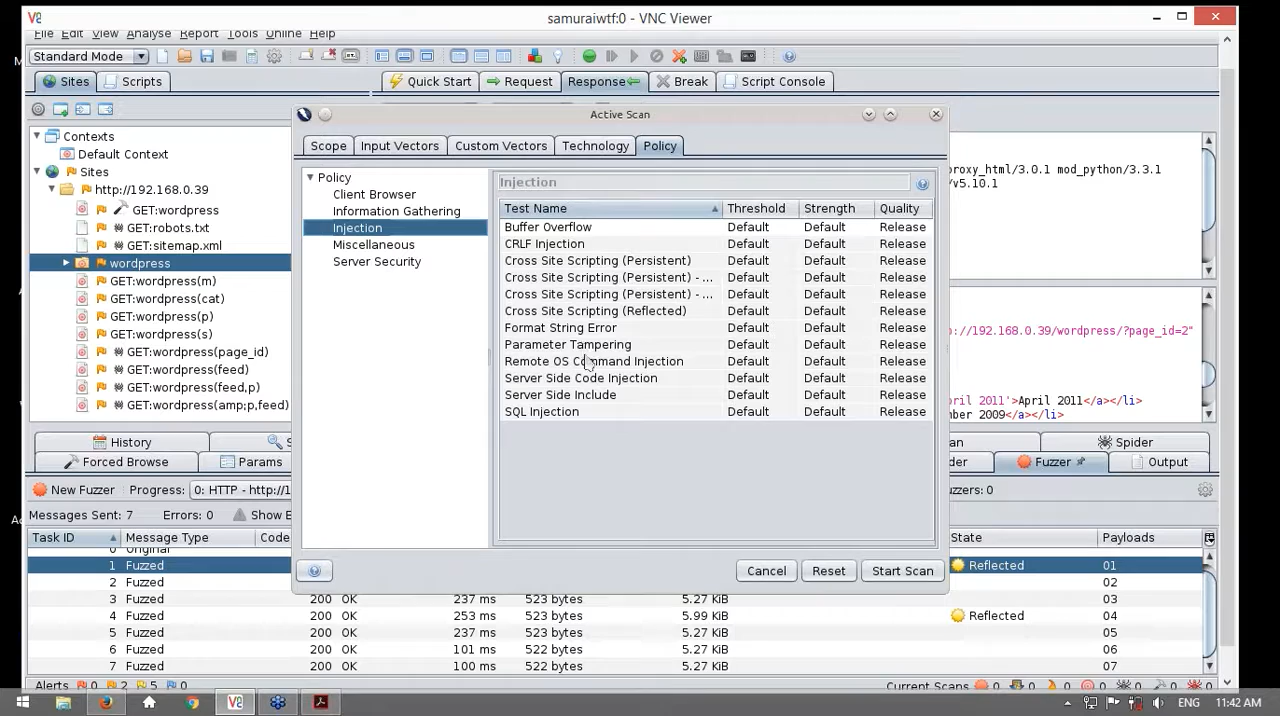 samuraiwtf:0 - VNC Viewer
File Edit View Analyse Report Tools Online Help
Standard Mode
Sites Scripts
Quick Start Request Response Break Script Console
Contexts
Default Context
Sites
http://192.168.0.39
GET:wordpress
GET:robots.txt
GET:sitemap.xml
wordpress
GET:wordpress(m)
GET:wordpress(cat)
GET:wordpress(p)
GET:wordpress(s)
GET:wordpress(page_id)
GET:wordpress(feed)
GET:wordpress(feed,p)
GET:wordpress(amp;p,feed)
Active Scan
Scope Input Vectors Custom Vectors Technology Policy
Policy
Client Browser
Information Gathering
Injection
Miscellaneous
Server Security
Injection
Test Name Threshold Strength Quality
Buffer Overflow Default Default Release
CRLF Injection Default Default Release
Cross Site Scripting (Persistent) Default Default Release
Cross Site Scripting (Persistent) - ... Default Default Release
Cross Site Scripting (Persistent) - ... Default Default Release
Cross Site Scripting (Reflected) Default Default Release
Format String Error Default Default Release
Parameter Tampering Default Default Release
Remote OS Command Injection Default Default Release
Server Side Code Injection Default Default Release
Server Side Include Default Default Release
SQL Injection Default Default Release
Cancel Reset Start Scan
proxy_html/3.0.1 mod_python/3.3.1
/v5.10.1
://192.168.0.39/wordpress/?page_id=2"
April 2011'>April 2011</a></li>
mber 2009</a></li>
History Spider
Forced Browse Params Fuzzer Output
New Fuzzer Progress: 0: HTTP - http://1
Messages Sent: 7 Errors: 0 Show E
Task ID Message Type Code State Payloads
0 Original
1 Fuzzed Reflected 01
2 Fuzzed 02
3 Fuzzed 200 OK 237 ms 523 bytes 5.27 KiB 03
4 Fuzzed 200 OK 253 ms 523 bytes 5.99 KiB Reflected 04
5 Fuzzed 200 OK 237 ms 523 bytes 5.27 KiB 05
6 Fuzzed 200 OK 101 ms 522 bytes 5.27 KiB 06
7 Fuzzed 200 OK 100 ms 522 bytes 5.27 KiB 07
Alerts 0 2 5 0 Current Scans 0 0 0 0 0 0 0
ENG 11:42 AM